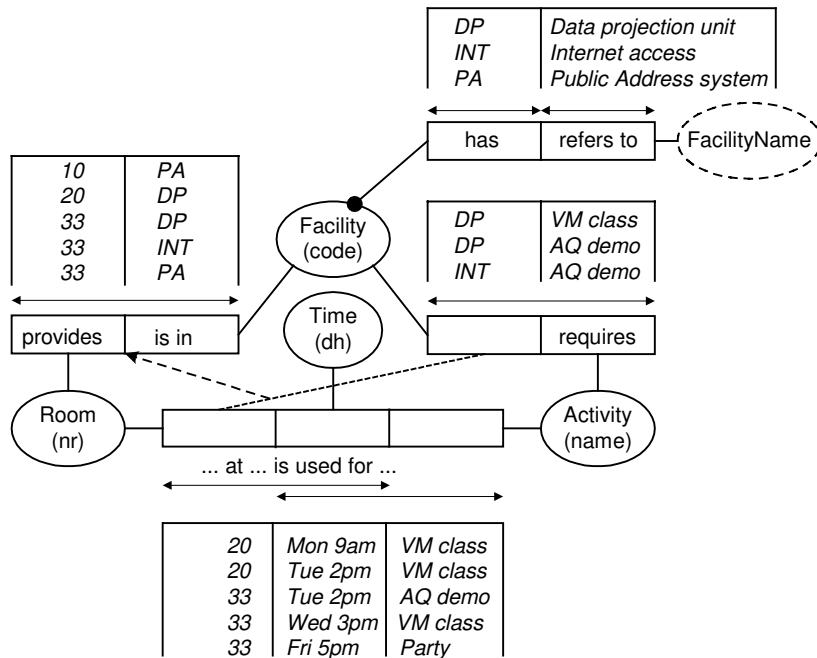 DP Data projection unit
INT Internet access
PA Public Address system
has refers to FacilityName
10 PA
20 DP
33 DP
33 INT
33 PA
Facility
(code)
DP VM class
DP AQ demo
INT AQ demo
Time
(dh)
provides is in
requires
Room
(nr)
Activity
(name)
... at ... is used for ...
20 Mon 9am VM class
20 Tue 2pm VM class
33 Tue 2pm AQ demo
33 Wed 3pm VM class
33 Fri 5pm Party